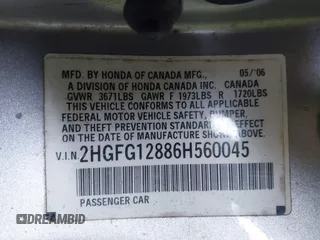 MFD. BY HONDA OF CANADA MFG., 05/'06
A DIVISION OF HONDA CANADA INC. CANADA
GVWR 3671LBS GAWR F 1973LBS R 1720LBS
THIS VEHICLE CONFORMS TO ALL APPLICABLE
FEDERAL MOTOR VEHICLE SAFETY, BUMPER,
AND THEFT PREVENTION STANDARDS IN EFFECT
ON THE DATE OF MANUFACTURE SHOWN ABOVE.
V.I.N. 2HGFG12886H560045
PASSENGER CAR
DREAMBID